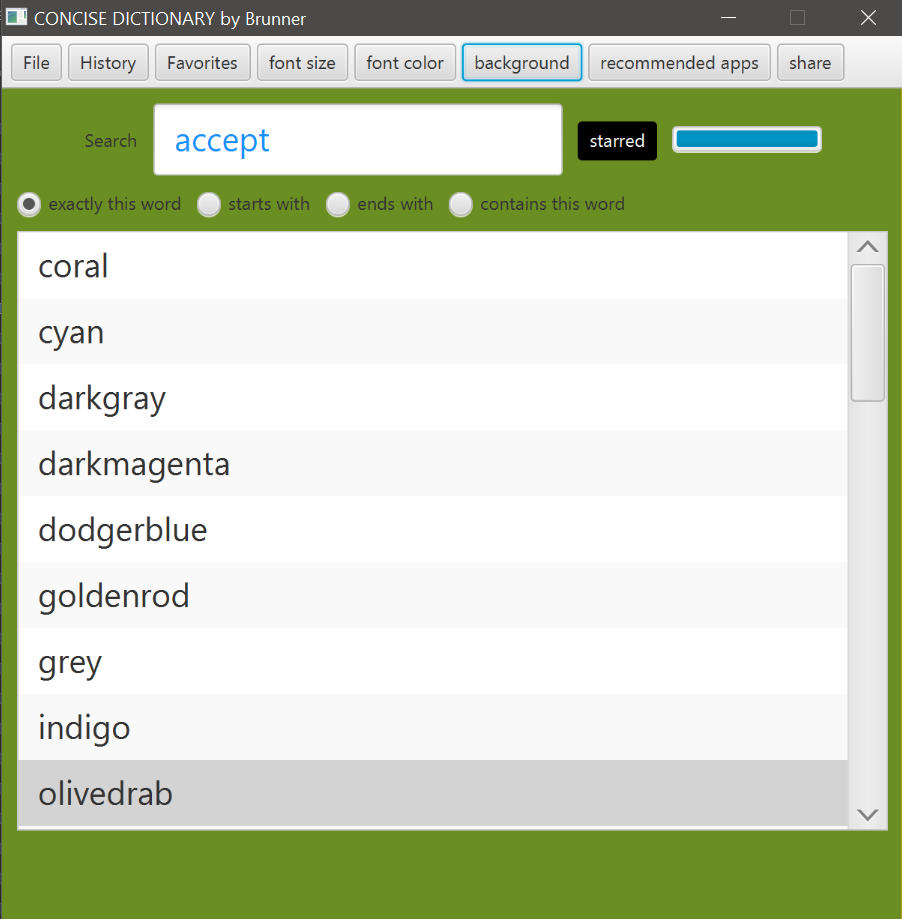 CONCISE DICTIONARY by Brunner
File History Favorites font size font color background recommended apps share
Search accept starred
exactly this word starts with ends with contains this word
coral
cyan
darkgray
darkmagenta
dodgerblue
goldenrod
grey
indigo
olivedrab